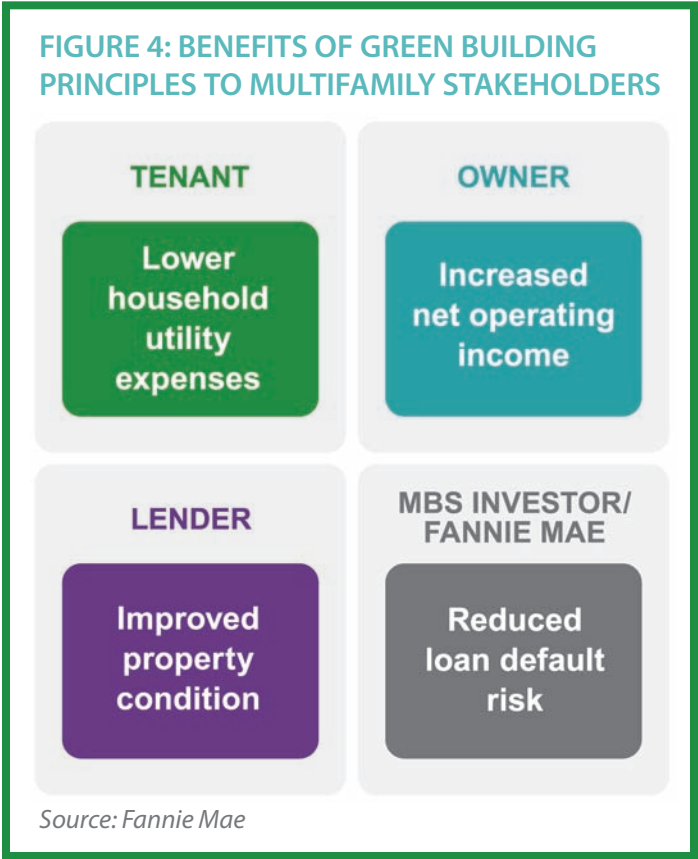 FIGURE 4: BENEFITS OF GREEN BUILDING
PRINCIPLES TO MULTIFAMILY STAKEHOLDERS
TENANT
Lower
household
utility
expenses
OWNER
Increased
net operating
income
LENDER
Improved
property
condition
MBS INVESTOR/
FANNIE MAE
Reduced
loan default
risk
Source: Fannie Mae